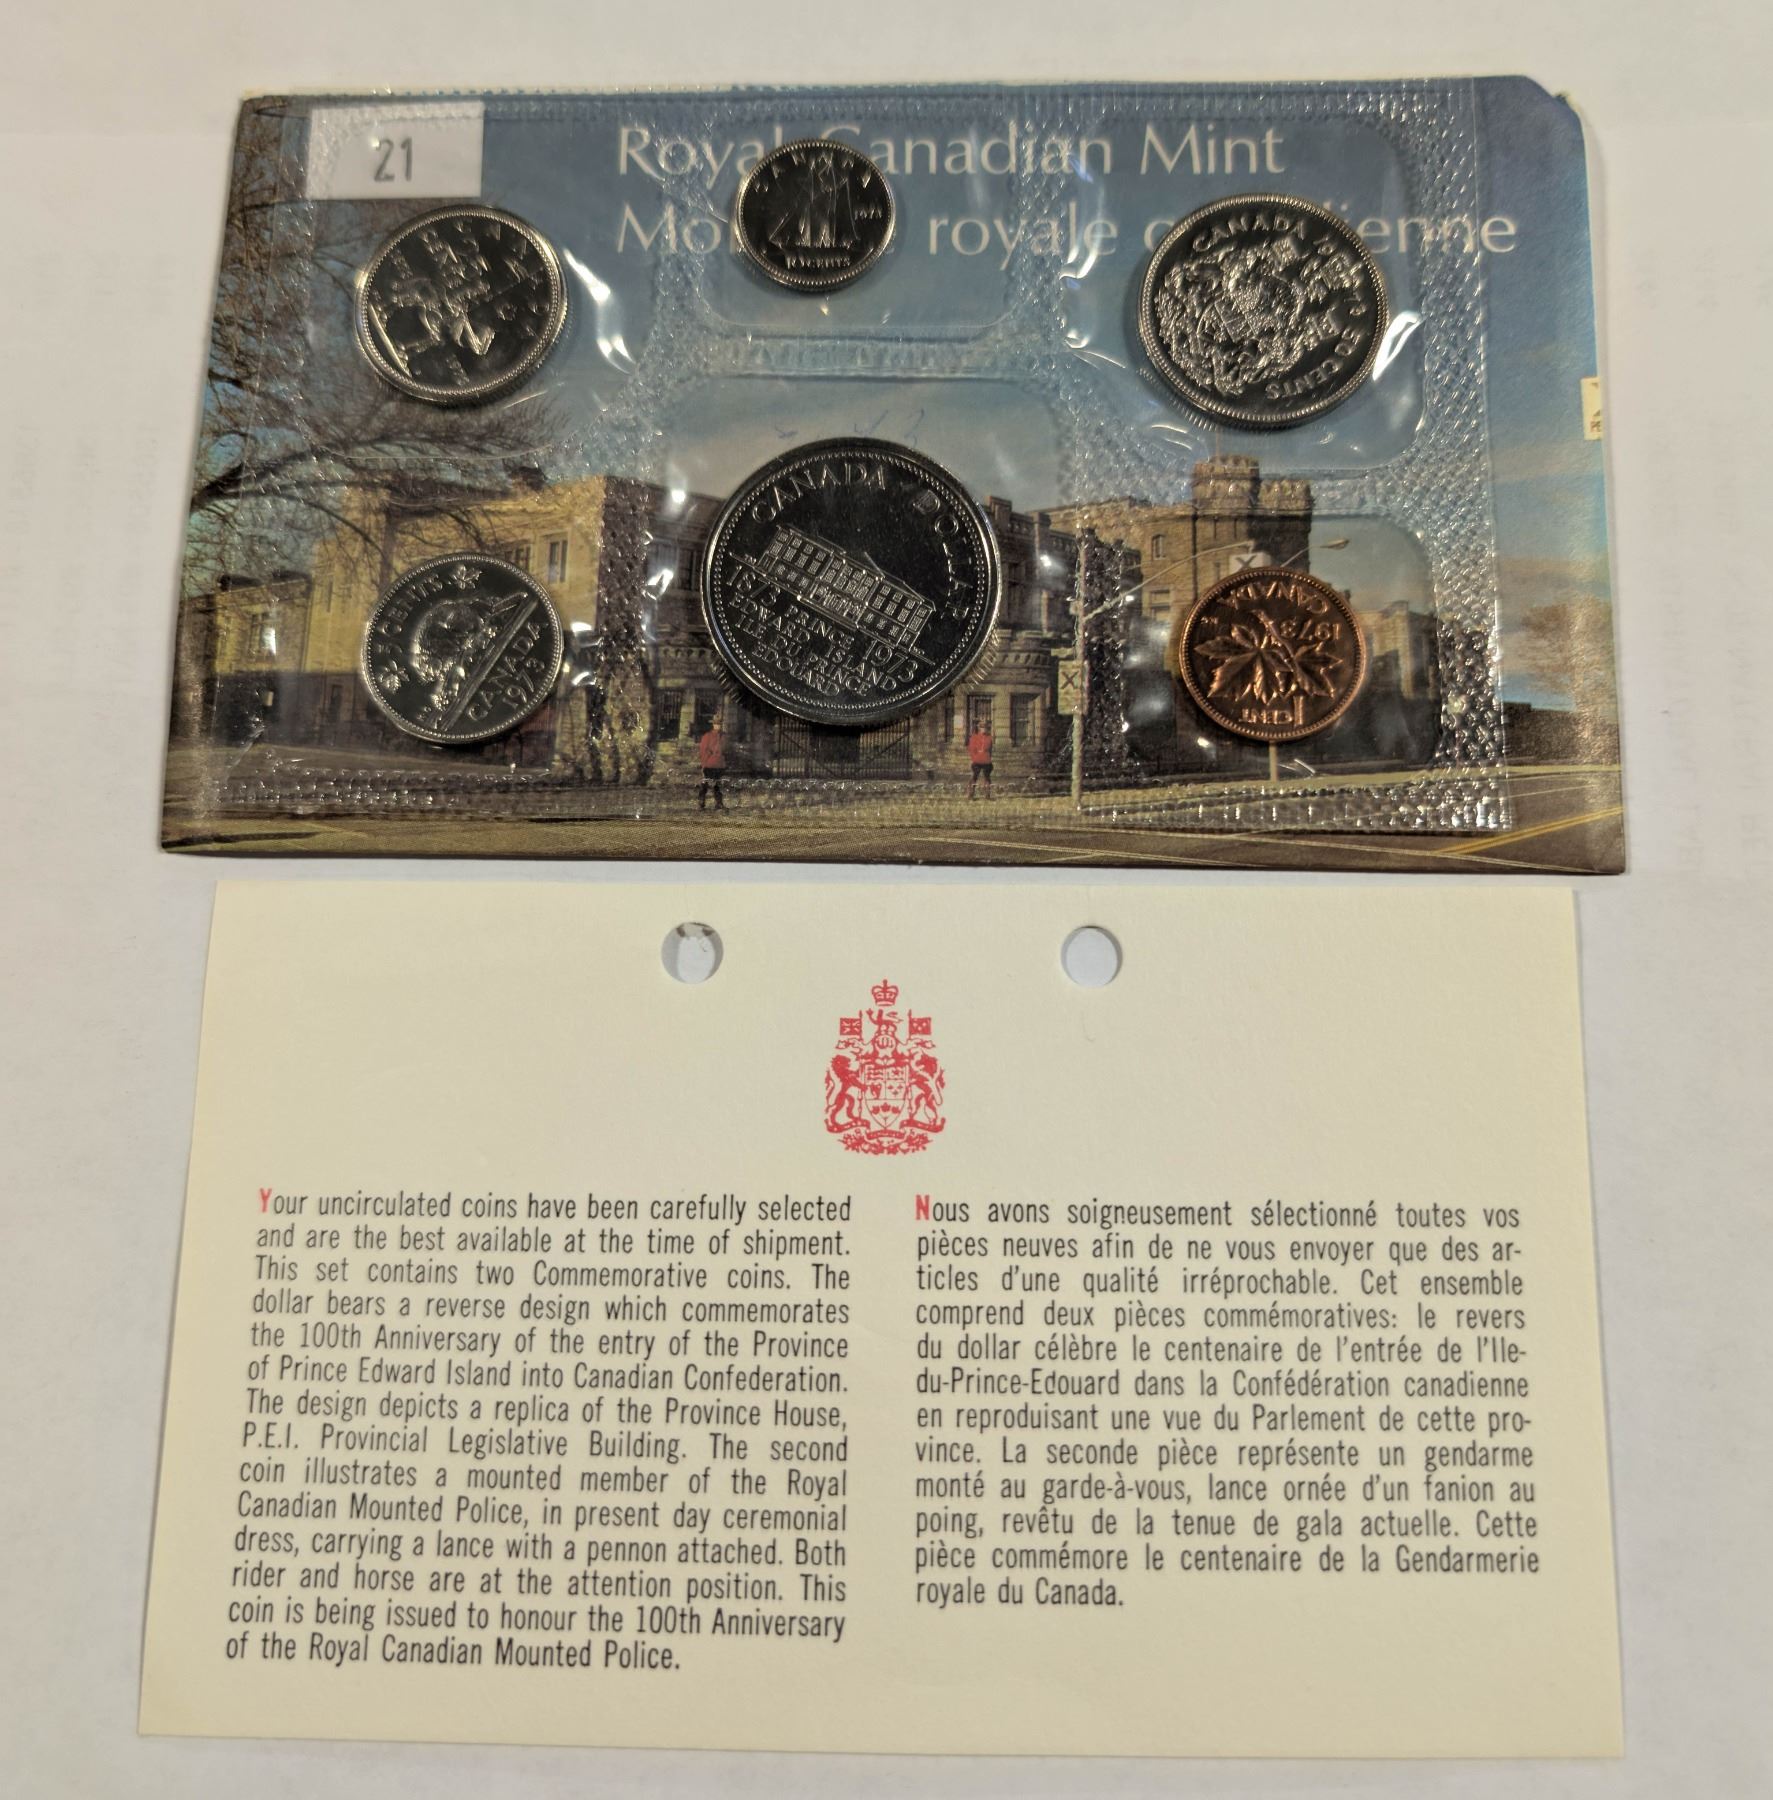 21
Royal Canadian Mint
royale
CANADA
10 CENTS
CANADA
50 CENTS
5 CENTS
CANADA 1973
CANADA DOLLAR
1873 1973
PRINCE
EDWARD ISLAND
ILE DU PRINCE
EDOUARD
1973 CANADA
1 CENT
X
X
Your uncirculated coins have been carefully selected
and are the best available at the time of shipment.
This set contains two Commemorative coins. The
dollar bears a reverse design which commemorates
the 100th Anniversary of the entry of the Province
of Prince Edward Island into Canadian Confederation.
The design depicts a replica of the Province House,
P.E.I. Provincial Legislative Building. The second
coin illustrates a mounted member of the Royal
Canadian Mounted Police, in present day ceremonial
dress, carrying a lance with a pennon attached. Both
rider and horse are at the attention position. This
coin is being issued to honour the 100th Anniversary
of the Royal Canadian Mounted Police.
Nous avons soigneusement sélectionné toutes vos
pièces neuves afin de ne vous envoyer que des ar-
ticles d'une qualité irréprochable. Cet ensemble
comprend deux pièces commémoratives: le revers
du dollar célèbre le centenaire de l'entrée de l'Ile-
du-Prince-Edouard dans la Confédération canadienne
en reproduisant une vue du Parlement de cette pro-
vince. La seconde pièce représente un gendarme
monté au garde-à-vous, lance ornée d'un fanion au
poing, revêtu de la tenue de gala actuelle. Cette
pièce commémore le centenaire de la Gendarmerie
royale du Canada.